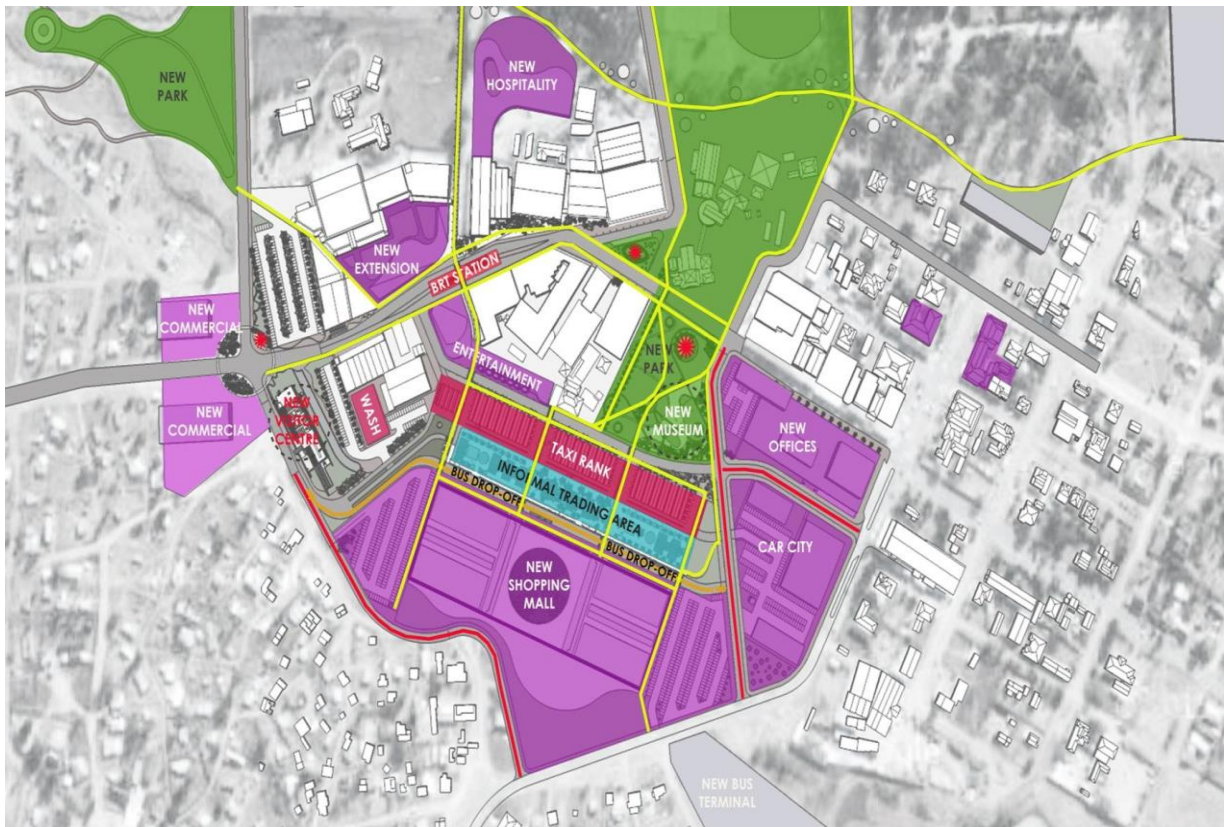 NEW
PARK
NEW
HOSPITALITY
NEW
EXTENSION
BRT STATION
NEW
COMMERCIAL
NEW
COMMERCIAL
NEW
VISITOR
CENTRE
WASH
ENTERTAINMENT
NEW
PARK
NEW
MUSEUM
NEW
OFFICES
TAXI RANK
INFORMAL TRADING AREA
BUS DROP-OFF
BUS DROP-OFF
CAR CITY
NEW
SHOPPING
MALL
NEW BUS
TERMINAL